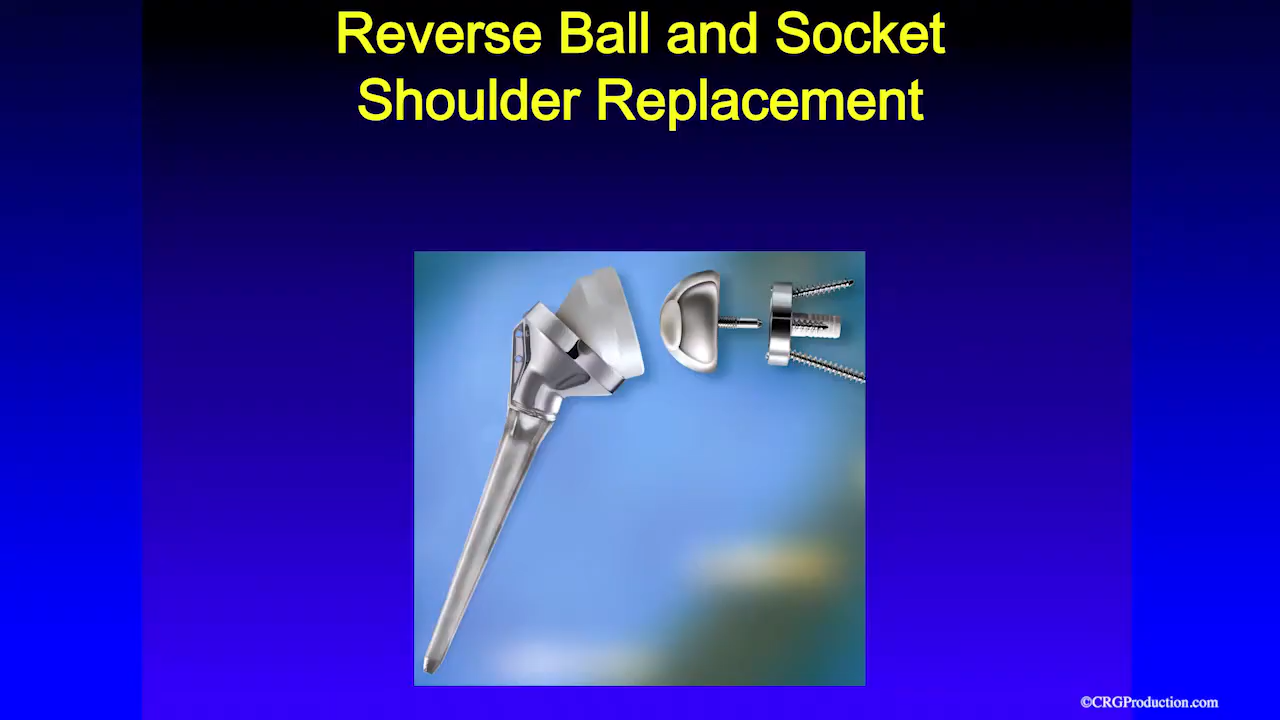 Reverse Ball and Socket
Shoulder Replacement
©CRGProduction.com